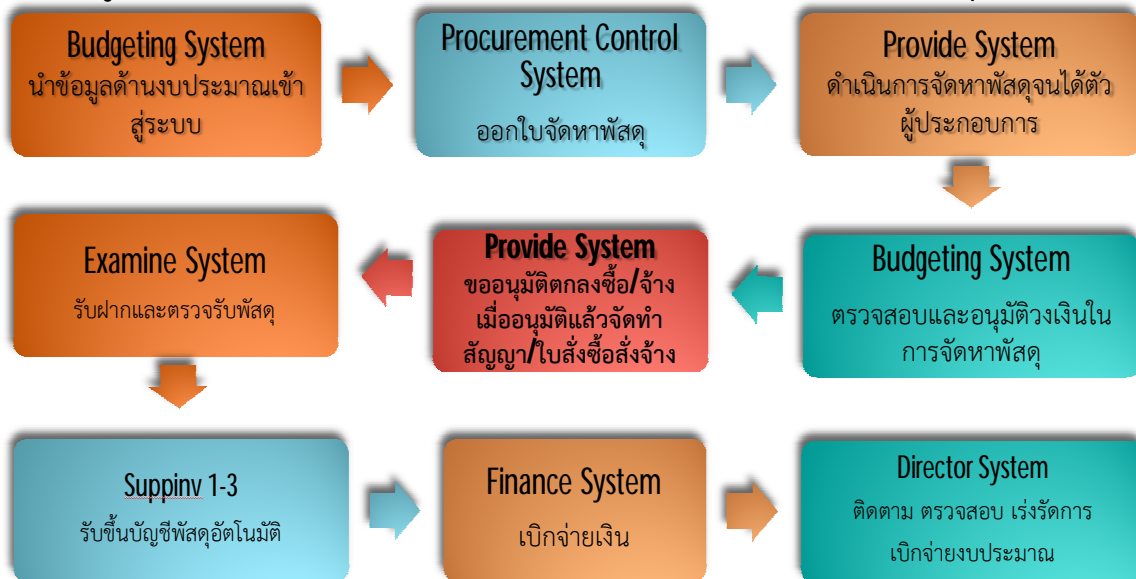 Budgeting System
นำข้อมูลด้านงบประมาณเข้า
สู่ระบบ
Procurement Control
System
ออกใบจัดหาพัสดุ
Provide System
ดำเนินการจัดหาพัสดุจนได้ตัว
ผู้ประกอบการ
Budgeting System
ตรวจสอบและอนุมัติวงเงินใน
การจัดหาพัสดุ
Provide System
ขออนุมัติตกลงซื้อ/จ้าง
เมื่ออนุมัติแล้วจัดทำ
สัญญา/ใบสั่งซื้อสั่งจ้าง
Examine System
รับฝากและตรวจรับพัสดุ
Suppinv 1-3
รับขึ้นบัญชีพัสดุอัตโนมัติ
Finance System
เบิกจ่ายเงิน
Director System
ติดตาม ตรวจสอบ เร่งรัดการ
เบิกจ่ายงบประมาณ